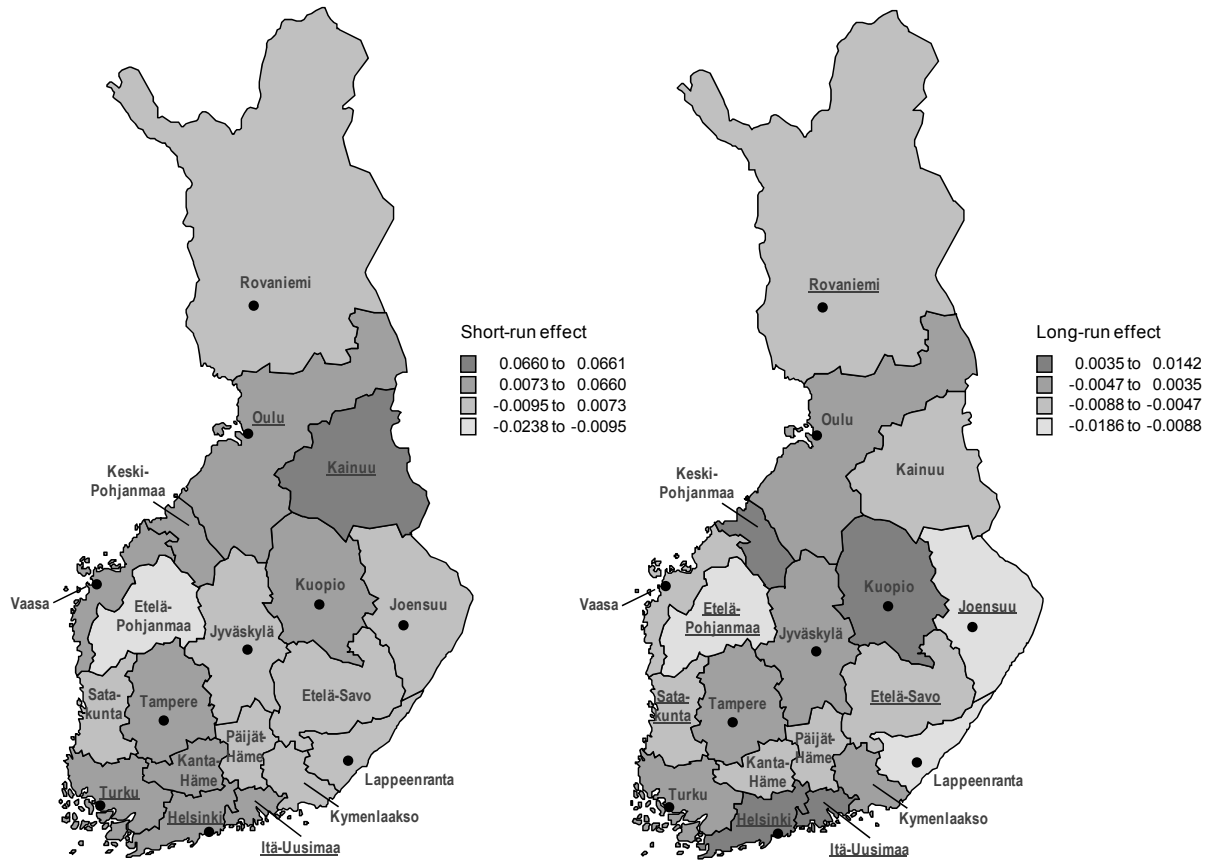 Rovaniemi
Short-run effect
0.0660 to 0.0661
0.0073 to 0.0660
-0.0095 to 0.0073
-0.0238 to -0.0095
Oulu
Kainuu
Keski-
Pohjanmaa
Vaasa
Etelä-
Pohjanmaa
Kuopio
Joensuu
Jyväskylä
Sata-
kunta
Tampere
Etelä-Savo
Päijät-
Häme
Kanta-
Häme
Lappeenranta
Turku
Helsinki
Kymenlaakso
Itä-Uusimaa
Rovaniemi
Long-run effect
0.0035 to 0.0142
-0.0047 to 0.0035
-0.0088 to -0.0047
-0.0186 to -0.0088
Oulu
Kainuu
Keski-
Pohjanmaa
Vaasa
Etelä-
Pohjanmaa
Kuopio
Joensuu
Jyväskylä
Sata-
kunta
Tampere
Etelä-Savo
Päijät-
Häme
Kanta-
Häme
Lappeenranta
Turku
Helsinki
Kymenlaakso
Itä-Uusimaa